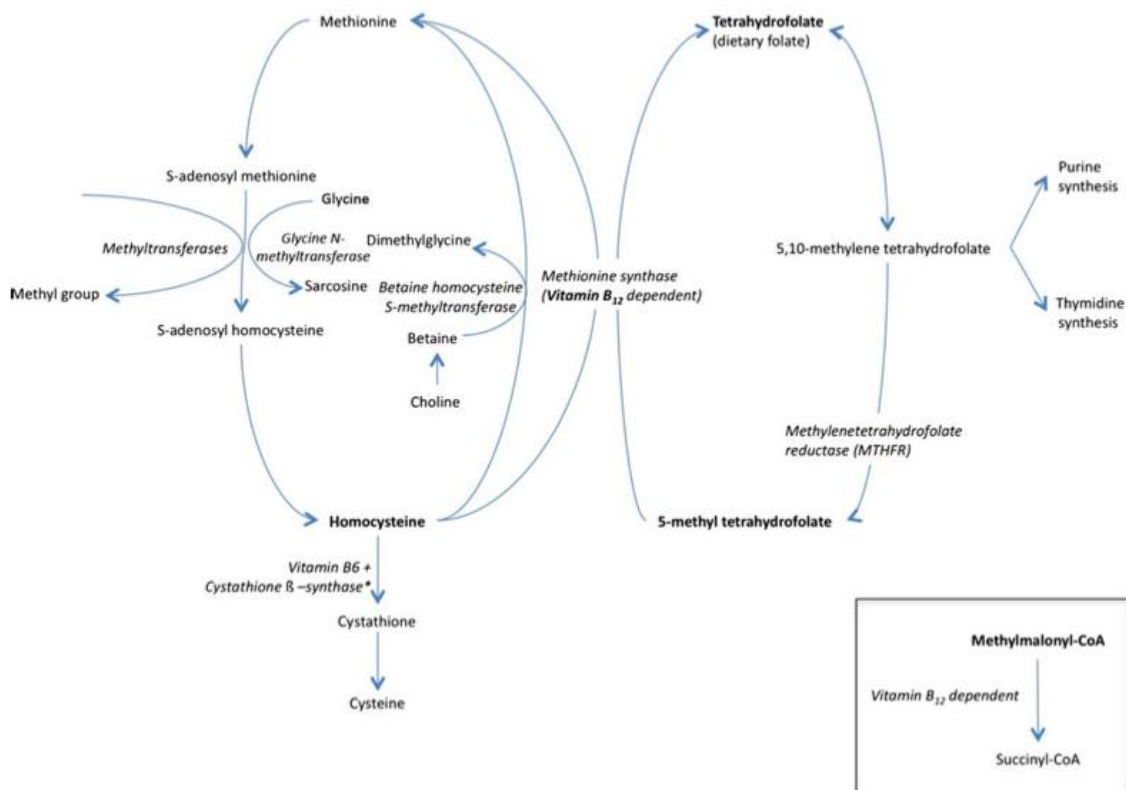 Methionine
Tetrahydrofolate
(dietary folate)
S-adenosyl methionine
Glycine
Methyltransferases
Glycine N-
methyltransferase
Dimethylglycine
Methyl group
Sarcosine
Betaine homocysteine
S-methyltransferase
S-adenosyl homocysteine
Betaine
Choline
Methionine synthase
(Vitamin B₁₂ dependent)
5,10-methylene tetrahydrofolate
Purine
synthesis
Thymidine
synthesis
Methylenetetrahydrofolate
reductase (MTHFR)
Homocysteine
5-methyl tetrahydrofolate
Vitamin B6 +
Cystathione ß –synthase*
Cystathione
Cysteine
Methylmalonyl-CoA
Vitamin B₁₂ dependent
Succinyl-CoA